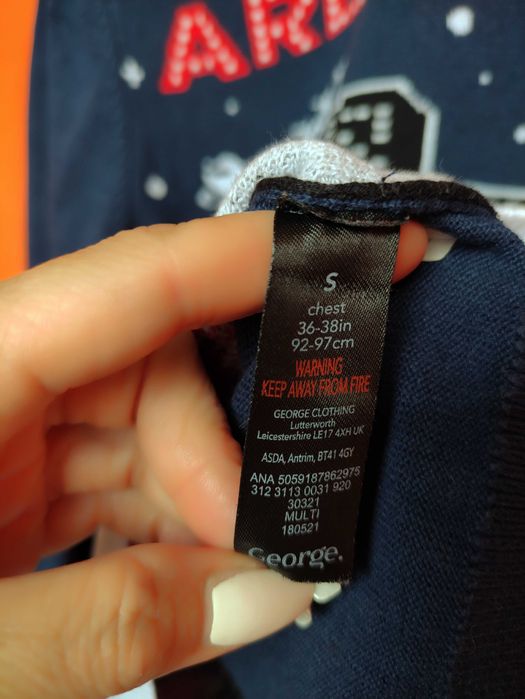 ARD
S
chest
36-38in
92-97cm
WARNING
KEEP AWAY FROM FIRE
GEORGE CLOTHING
Lutterworth
Leicestershire LE17 4XH UK
ASDA, Antrim, BT41 4GY
ANA 5059187862975
312 3113 0031 920
30321
MULTI
180521
George.